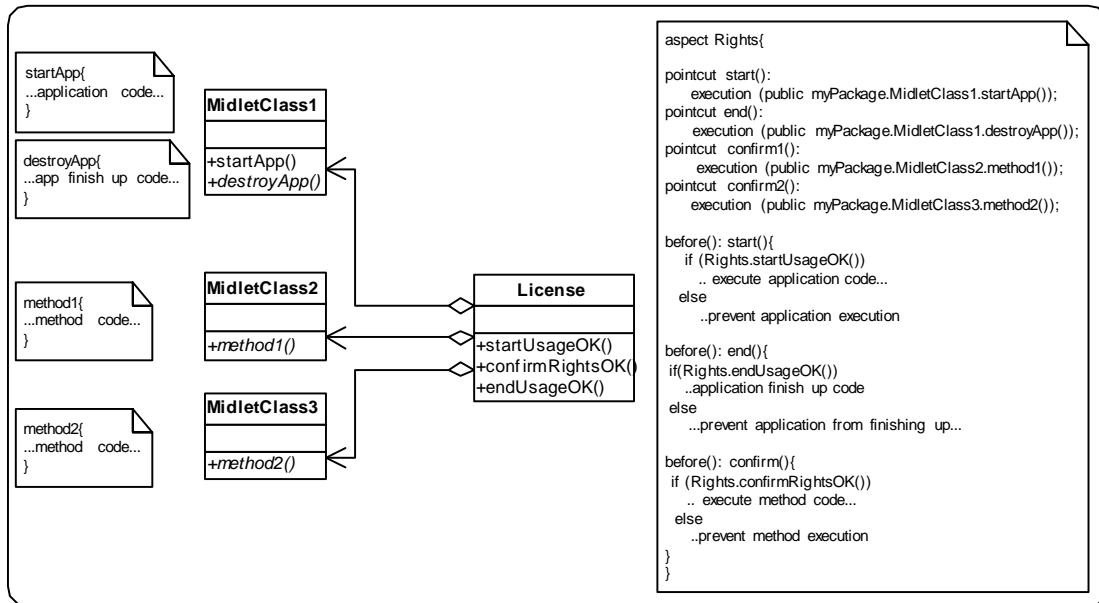 startApp{
...application code...
}
destroyApp{
...app finish up code...
}
method1{
...method code...
}
method2{
...method code...
}
MidletClass1
+startApp()
+destroyApp()
MidletClass2
+method1()
MidletClass3
+method2()
License
+startUsageOK()
+confirmRightsOK()
+endUsageOK()
aspect Rights{
pointcut start():
execution (public myPackage.MidletClass1.startApp());
pointcut end():
execution (public myPackage.MidletClass1.destroyApp());
pointcut confirm1():
execution (public myPackage.MidletClass2.method1());
pointcut confirm2():
execution (public myPackage.MidletClass3.method2());
before(): start(){
if (Rights.startUsageOK())
.. execute application code...
else
..prevent application execution
before(): end(){
if(Rights.endUsageOK())
..application finish up code
else
...prevent application from finishing up...
before(): confirm(){
if (Rights.confirmRightsOK())
.. execute method code...
else
..prevent method execution
}
}